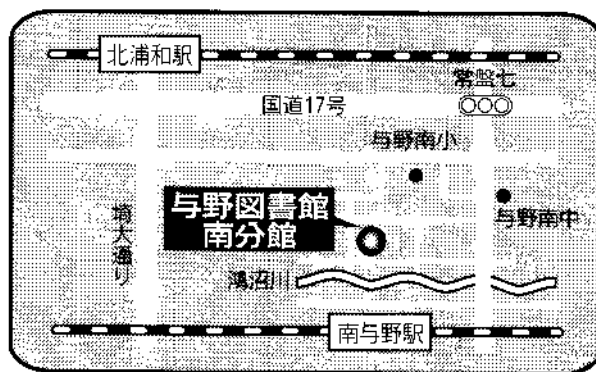 北浦和駅
常盤七
国道17号
与野南小
与野図書館
南分館
与野南中
埼大通り
鴻沼川
南与野駅